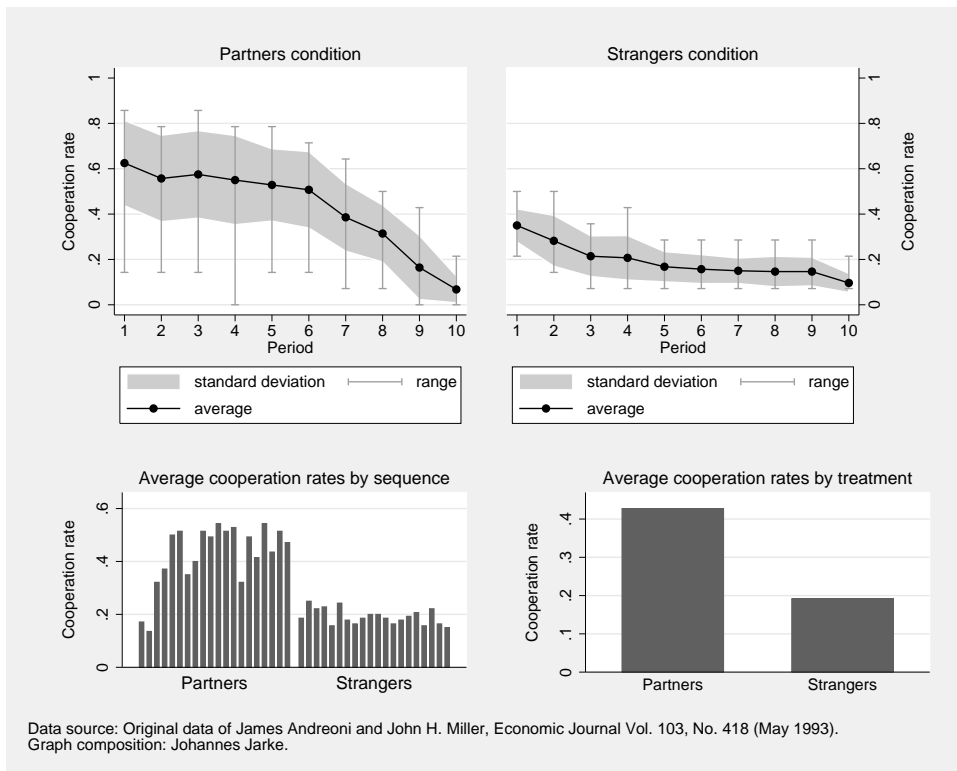 Partners condition
Cooperation rate
0 .2 .4 .6 .8 1
1 2 3 4 5 6 7 8 9 10
Period
standard deviation range
average
Strangers condition
Cooperation rate
0 .2 .4 .6 .8 1
1 2 3 4 5 6 7 8 9 10
Period
standard deviation range
average
Average cooperation rates by sequence
Cooperation rate
0 .2 .4 .6
Partners Strangers
Average cooperation rates by treatment
Cooperation rate
0 .1 .2 .3 .4
Partners Strangers
Data source: Original data of James Andreoni and John H. Miller, Economic Journal Vol. 103, No. 418 (May 1993).
Graph composition: Johannes Jarke.